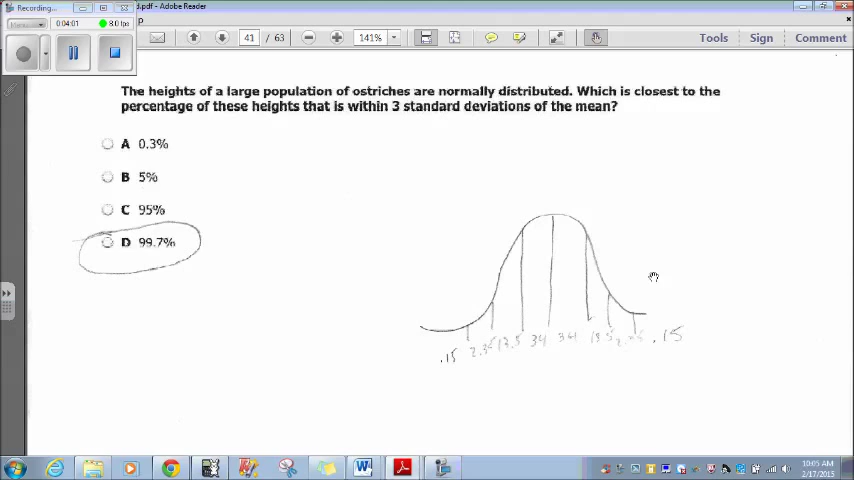 Recording...
d.pdf - Adobe Reader
0:04:01
8.0 fps
41 / 63
141%
Tools
Sign
Comment
The heights of a large population of ostriches are normally distributed. Which is closest to the
percentage of these heights that is within 3 standard deviations of the mean?
A 0.3%
B 5%
C 95%
D 99.7%
.15 2.35 13.5 34 34 13.5 2.35 .15
10:05 AM
2/17/2015